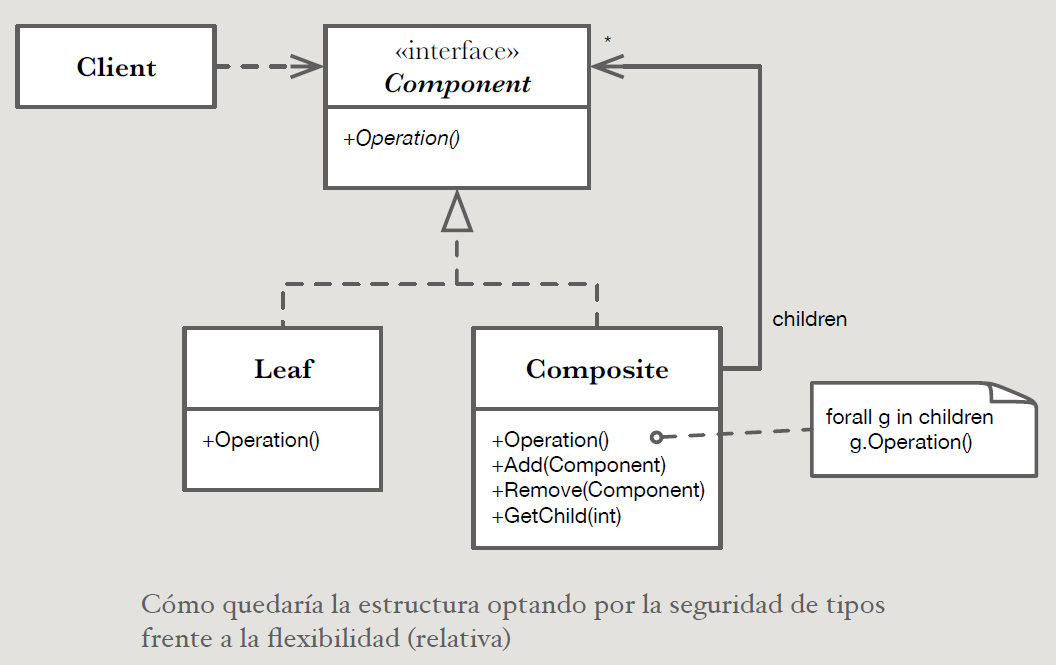 Client
«interface»
Component
*
+Operation()
children
Leaf
+Operation()
Composite
+Operation()
+Add(Component)
+Remove(Component)
+GetChild(int)
forall g in children
g.Operation()
Cómo quedaría la estructura optando por la seguridad de tipos
frente a la flexibilidad (relativa)